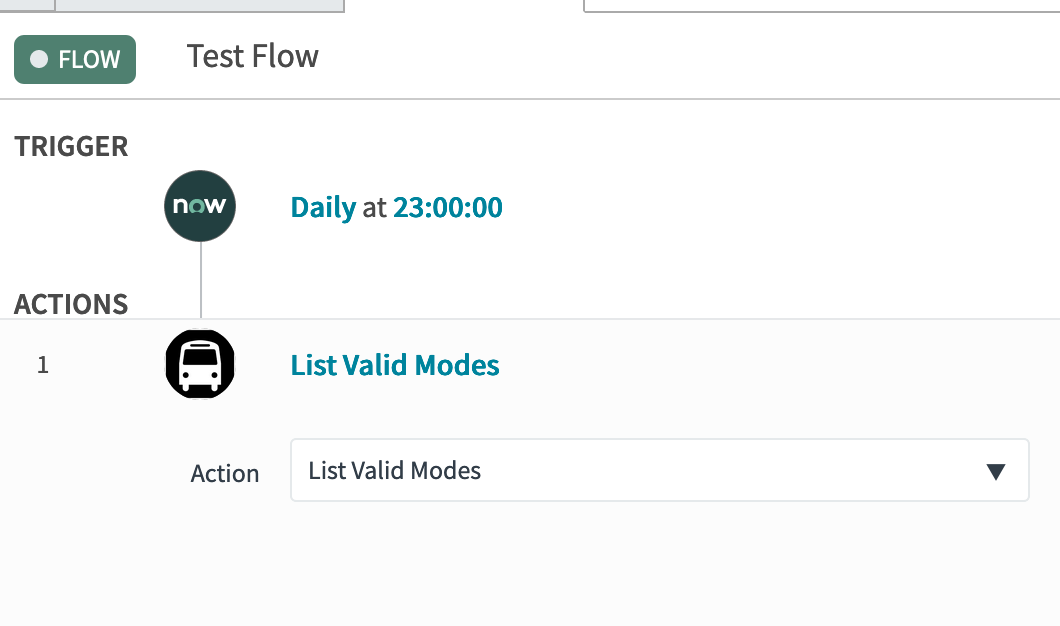 FLOW
Test Flow
TRIGGER
now
Daily at 23:00:00
ACTIONS
1
List Valid Modes
Action
List Valid Modes